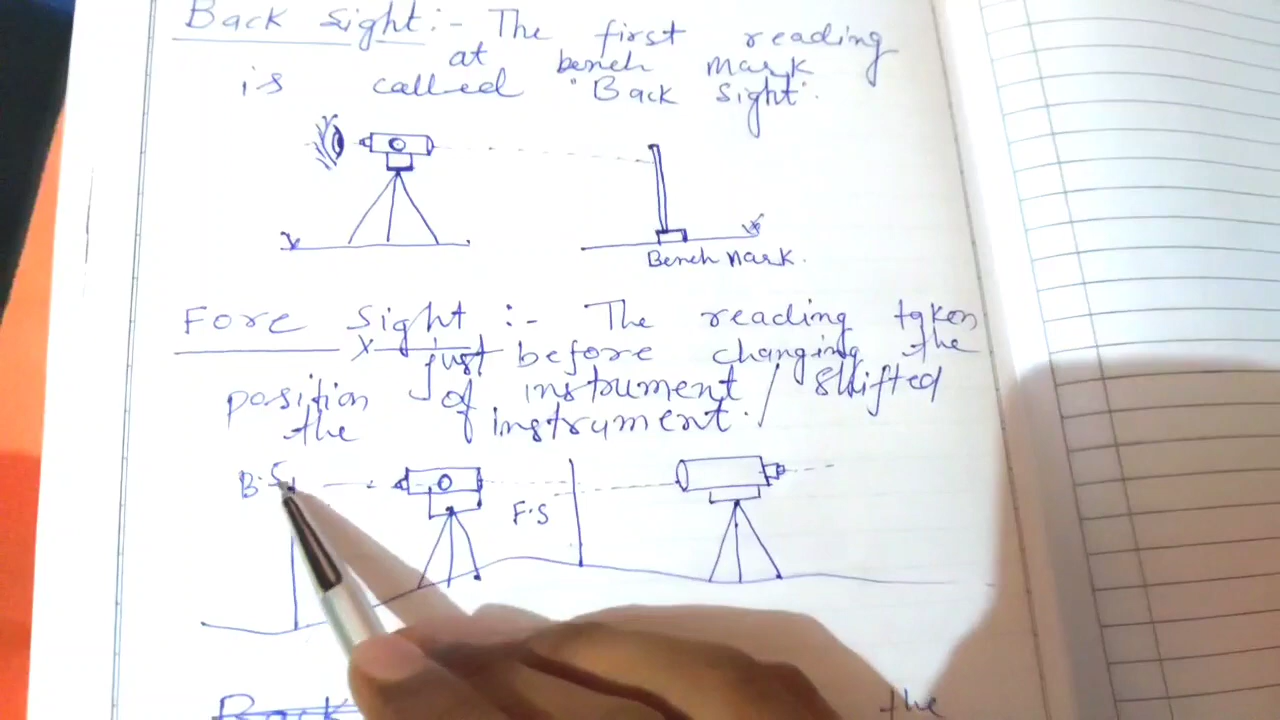 Back Sight :- The first reading
at bench mark
is called "Back Sight".
Bench Mark.
Fore Sight :- The reading taken
just before changing the
position of instrument / Shifted
the instrument.
B.S
F.S
Back the